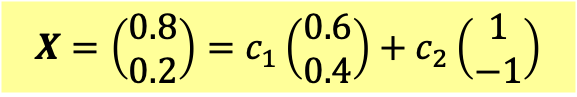 X = (0.8 0.2) = c₁ (0.6 0.4) + c₂ (1 −1)